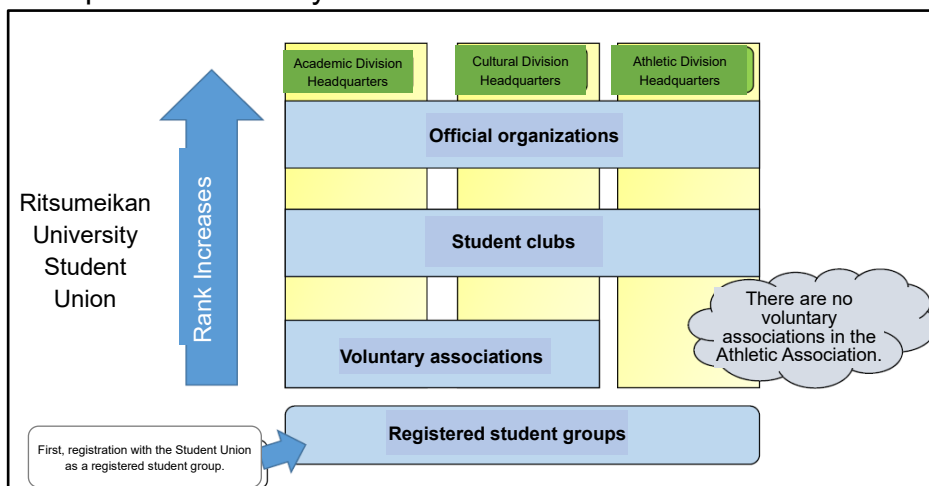 Academic Division
Headquarters
Cultural Division
Headquarters
Athletic Division
Headquarters
Official organizations
Ritsumeikan
University
Student
Union
Rank Increases
Student clubs
There are no
voluntary
associations in the
Athletic Association.
Voluntary associations
Registered student groups
First, registration with the Student Union
as a registered student group.